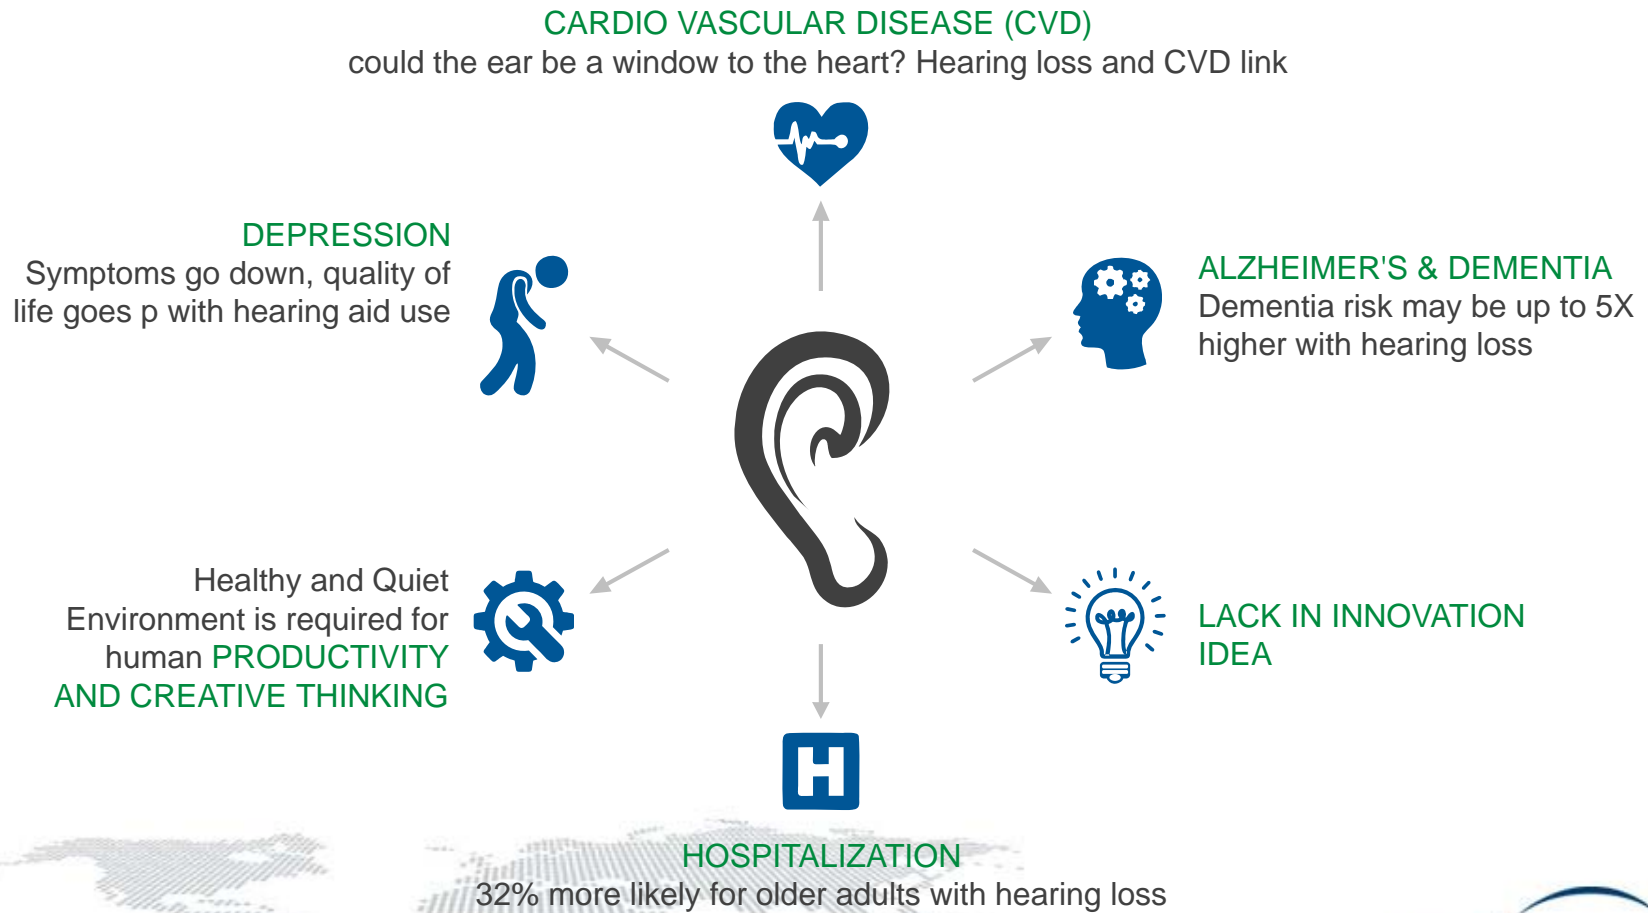 CARDIO VASCULAR DISEASE (CVD)
could the ear be a window to the heart? Hearing loss and CVD link
DEPRESSION
Symptoms go down, quality of
life goes p with hearing aid use
ALZHEIMER'S & DEMENTIA
Dementia risk may be up to 5X
higher with hearing loss
Healthy and Quiet
Environment is required for
human PRODUCTIVITY
AND CREATIVE THINKING
LACK IN INNOVATION
IDEA
H
HOSPITALIZATION
32% more likely for older adults with hearing loss